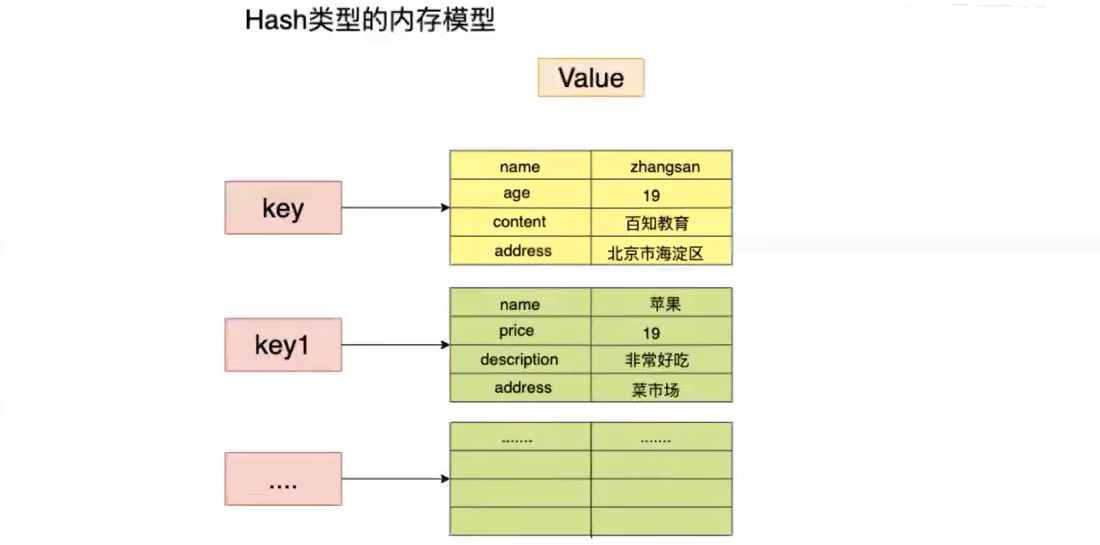 Hash类型的内存模型
Value
key
name zhangsan
age 19
content 百知教育
address 北京市海淀区
key1
name 苹果
price 19
description 非常好吃
address 菜市场
....
....... .......